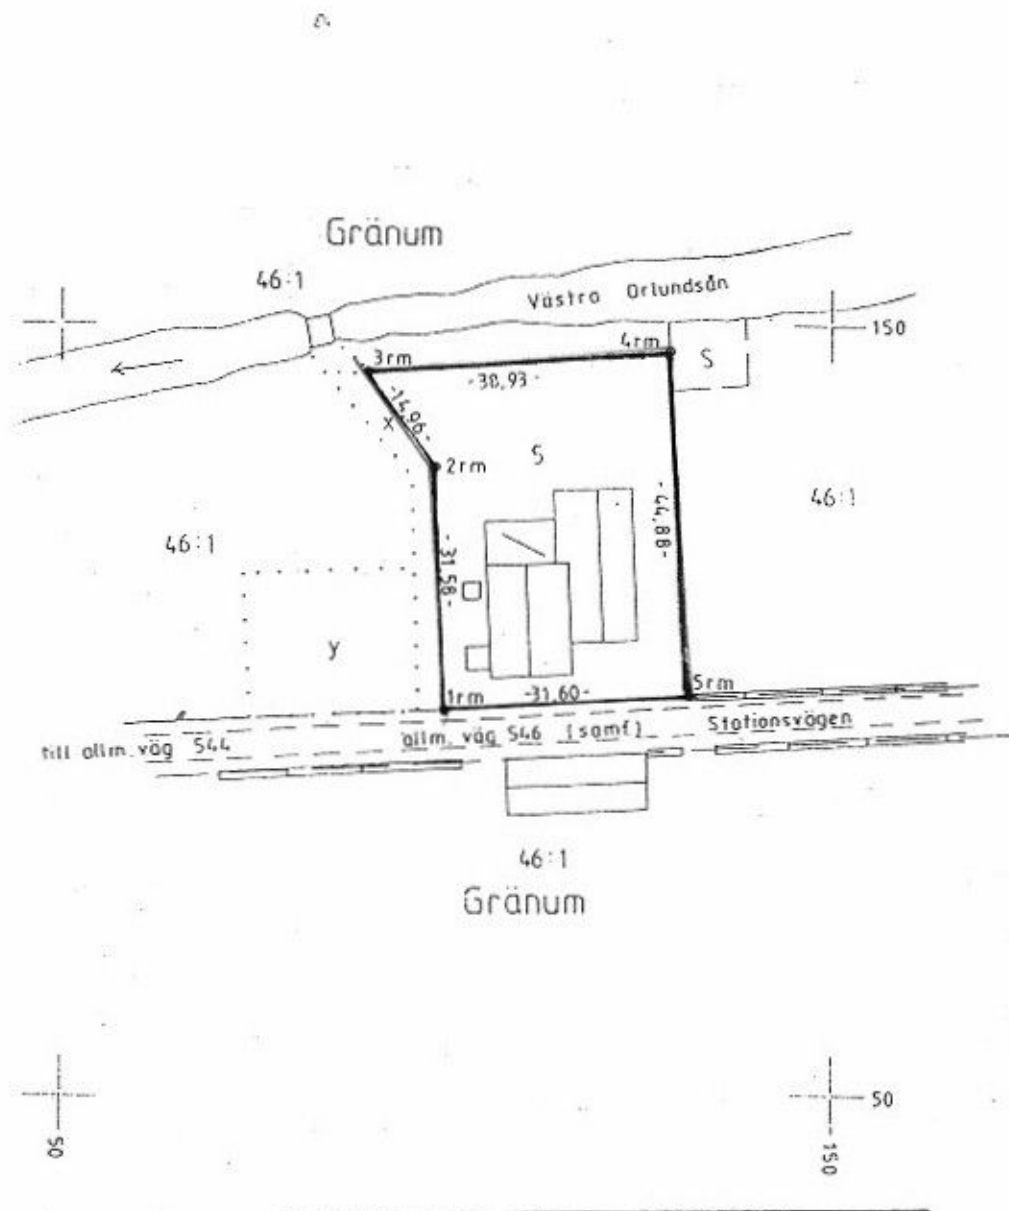 Gränum
46:1
Västra Orlundsån
150
3rm
4rm
S
-38,93-
-14,96-
x
2rm
S
46:1
46:1
-44,88-
-31,58-
y
1rm
-31,60-
5rm
till allm. väg 544
allm. väg 546 (samf)
Stationsvägen
46:1
Gränum
50
50
-150